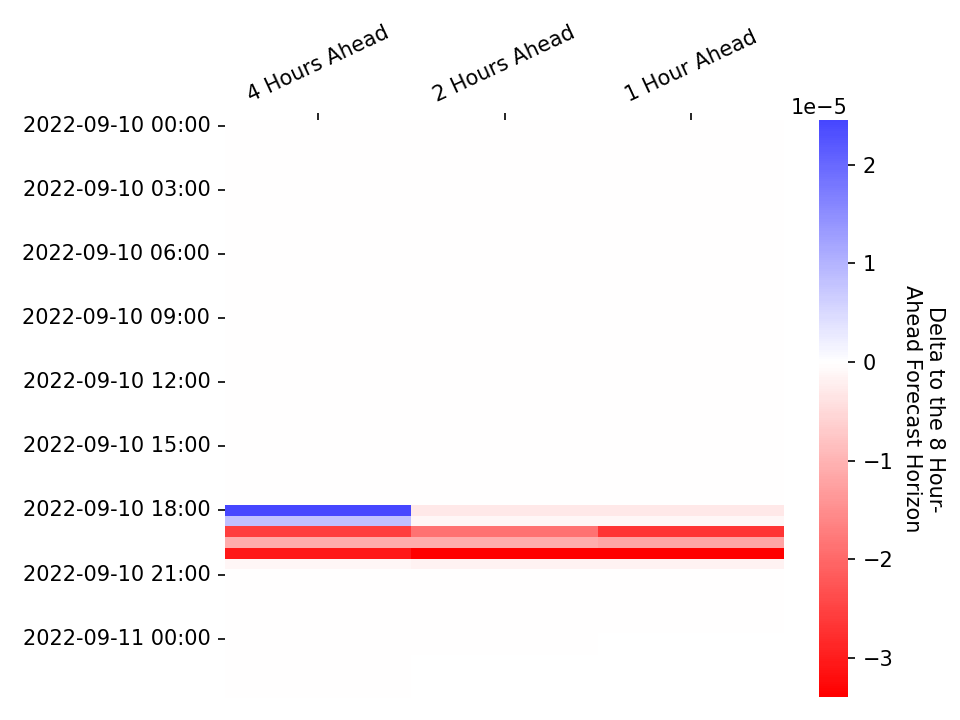 4 Hours Ahead
2 Hours Ahead
1 Hour Ahead
1e−5
2022-09-10 00:00
2022-09-10 03:00
2022-09-10 06:00
2022-09-10 09:00
2022-09-10 12:00
2022-09-10 15:00
2022-09-10 18:00
2022-09-10 21:00
2022-09-11 00:00
2
1
0
−1
−2
−3
Delta to the 8 Hour-
Ahead Forecast Horizon